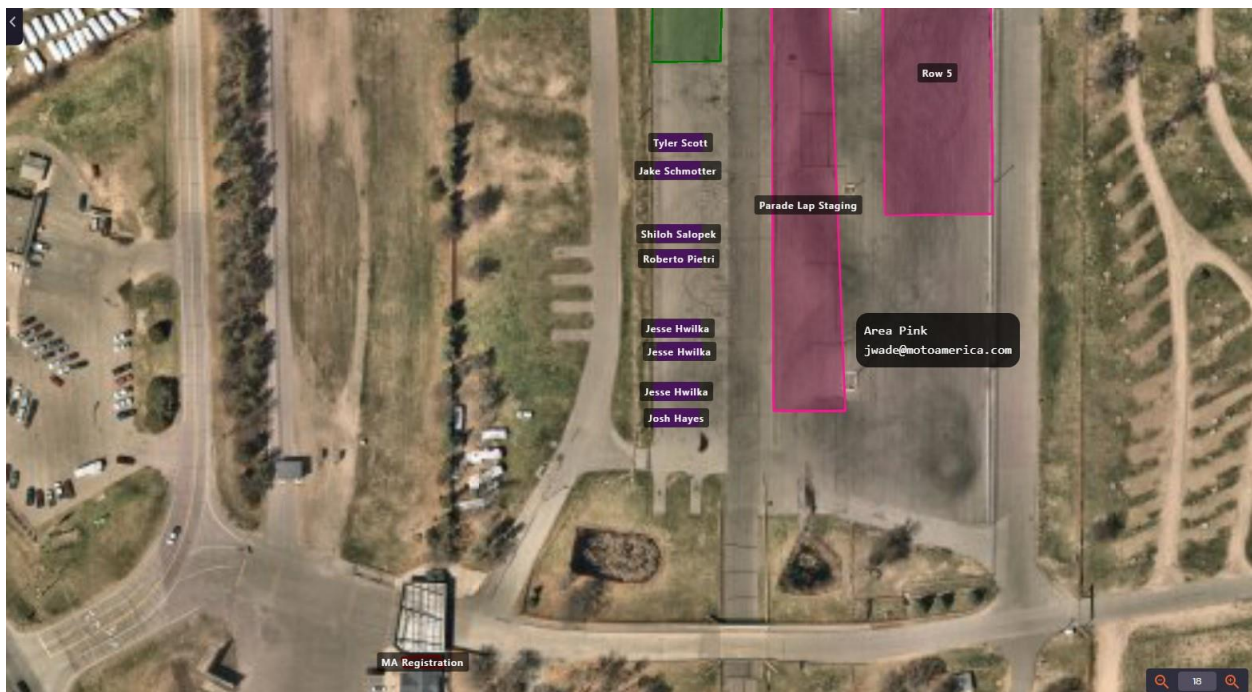 Row 5
Tyler Scott
Jake Schmotter
Parade Lap Staging
Shiloh Salopek
Roberto Pietri
Area Pink
jwade@motoamerica.com
Jesse Hwilka
Jesse Hwilka
Jesse Hwilka
Josh Hayes
MA Registration
18